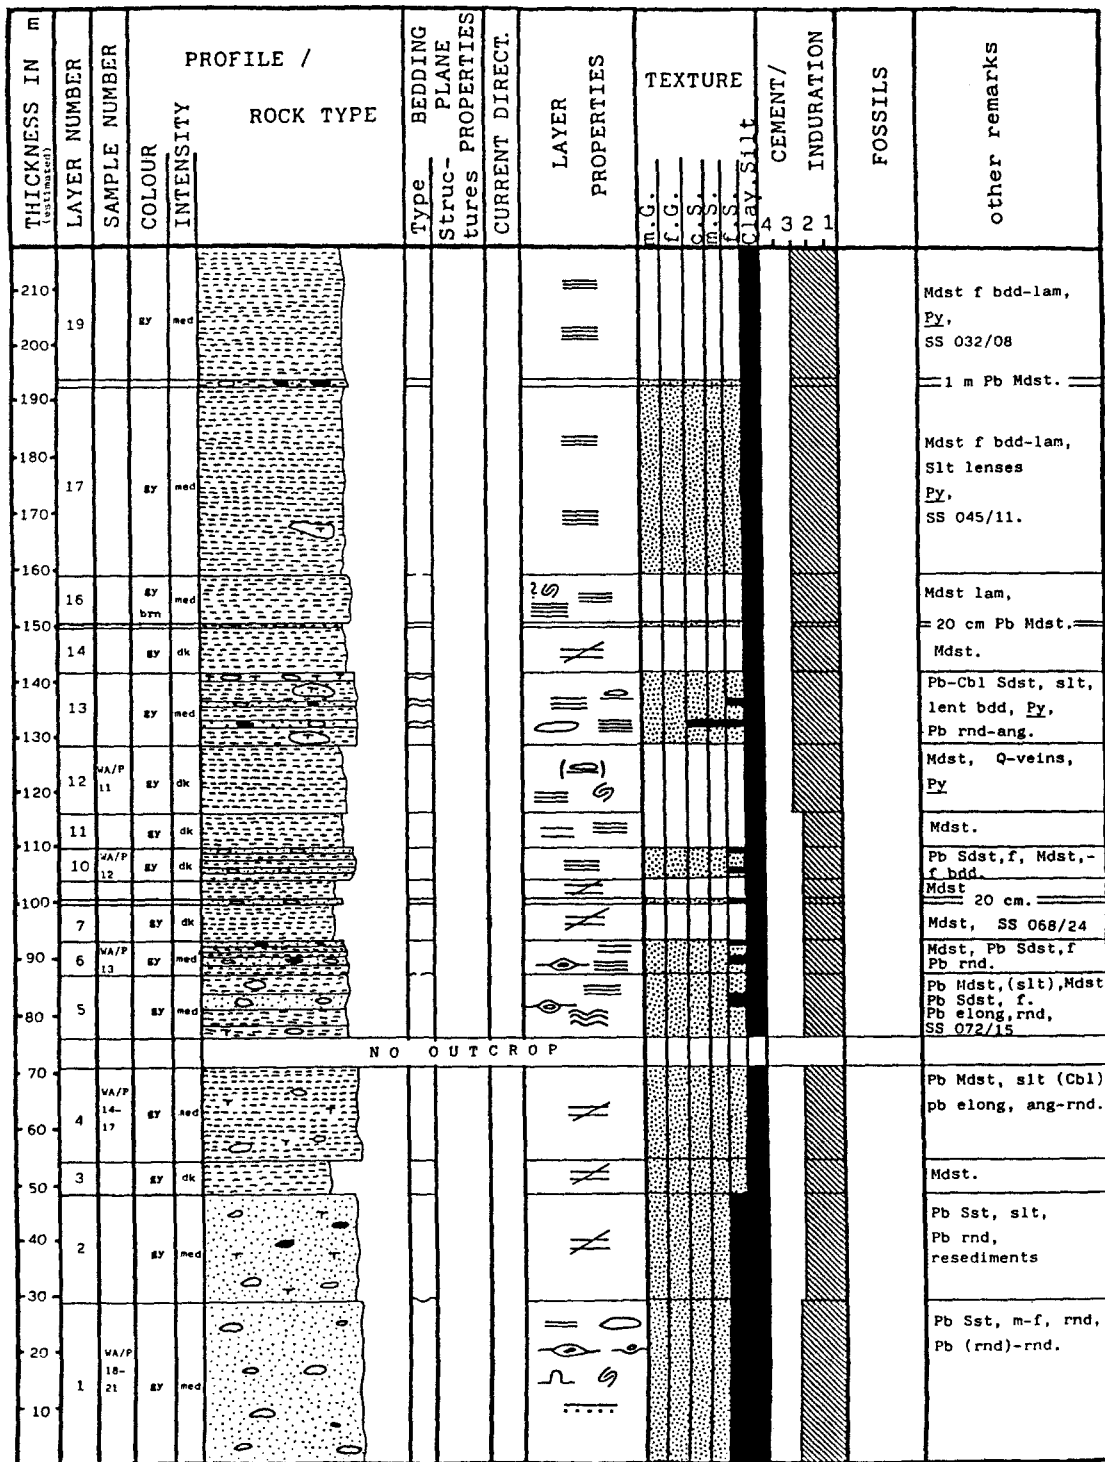 THICKNESS IN m
(estimated)
LAYER NUMBER
SAMPLE NUMBER
COLOUR
INTENSITY
PROFILE /
ROCK TYPE
BEDDING
PLANE
PROPERTIES
Type
Struc-
tures
CURRENT DIRECT.
LAYER
PROPERTIES
TEXTURE
m.G.
f.G.
c.S.
m.S.
f.S.
Clay.Silt
CEMENT/
INDURATION
4 3 2 1
FOSSILS
other remarks
210
200
19 gy med
Mdst f bdd-lam,
Py,
SS 032/08
1 m Pb Mdst.
190
180
170
160
17 gy med
Mdst f bdd-lam,
Slt lenses
Py,
SS 045/11.
16 gy brn med
?
Mdst lam,
150
20 cm Pb Mdst.
14 gy dk
Mdst.
140
130
13 gy med
Pb-Cbl Sdst, slt,
lent bdd, Py,
Pb rnd-ang.
120
12 WA/P 11 gy dk
( )
Mdst, Q-veins,
Py
11 gy dk
Mdst.
110
10 WA/P 12 gy dk
Pb Sdst,f, Mdst,-
f bdd.
Mdst
100
20 cm.
7 gy dk
Mdst, SS 068/24
90
6 WA/P 13 gy med
Mdst, Pb Sdst,f
Pb rnd.
80
5 gy med
Pb Mdst,(slt),Mdst
Pb Sdst, f.
Pb elong,rnd,
SS 072/15
NO OUTCROP
70
60
4 WA/P 14-17 gy med
Pb Mdst, slt (Cbl)
pb elong, ang-rnd.
50
3 gy dk
Mdst.
40
30
2 gy med
Pb Sst, slt,
Pb rnd,
resediments
20
10
1 WA/P 18-21 gy med
Pb Sst, m-f, rnd,
Pb (rnd)-rnd.